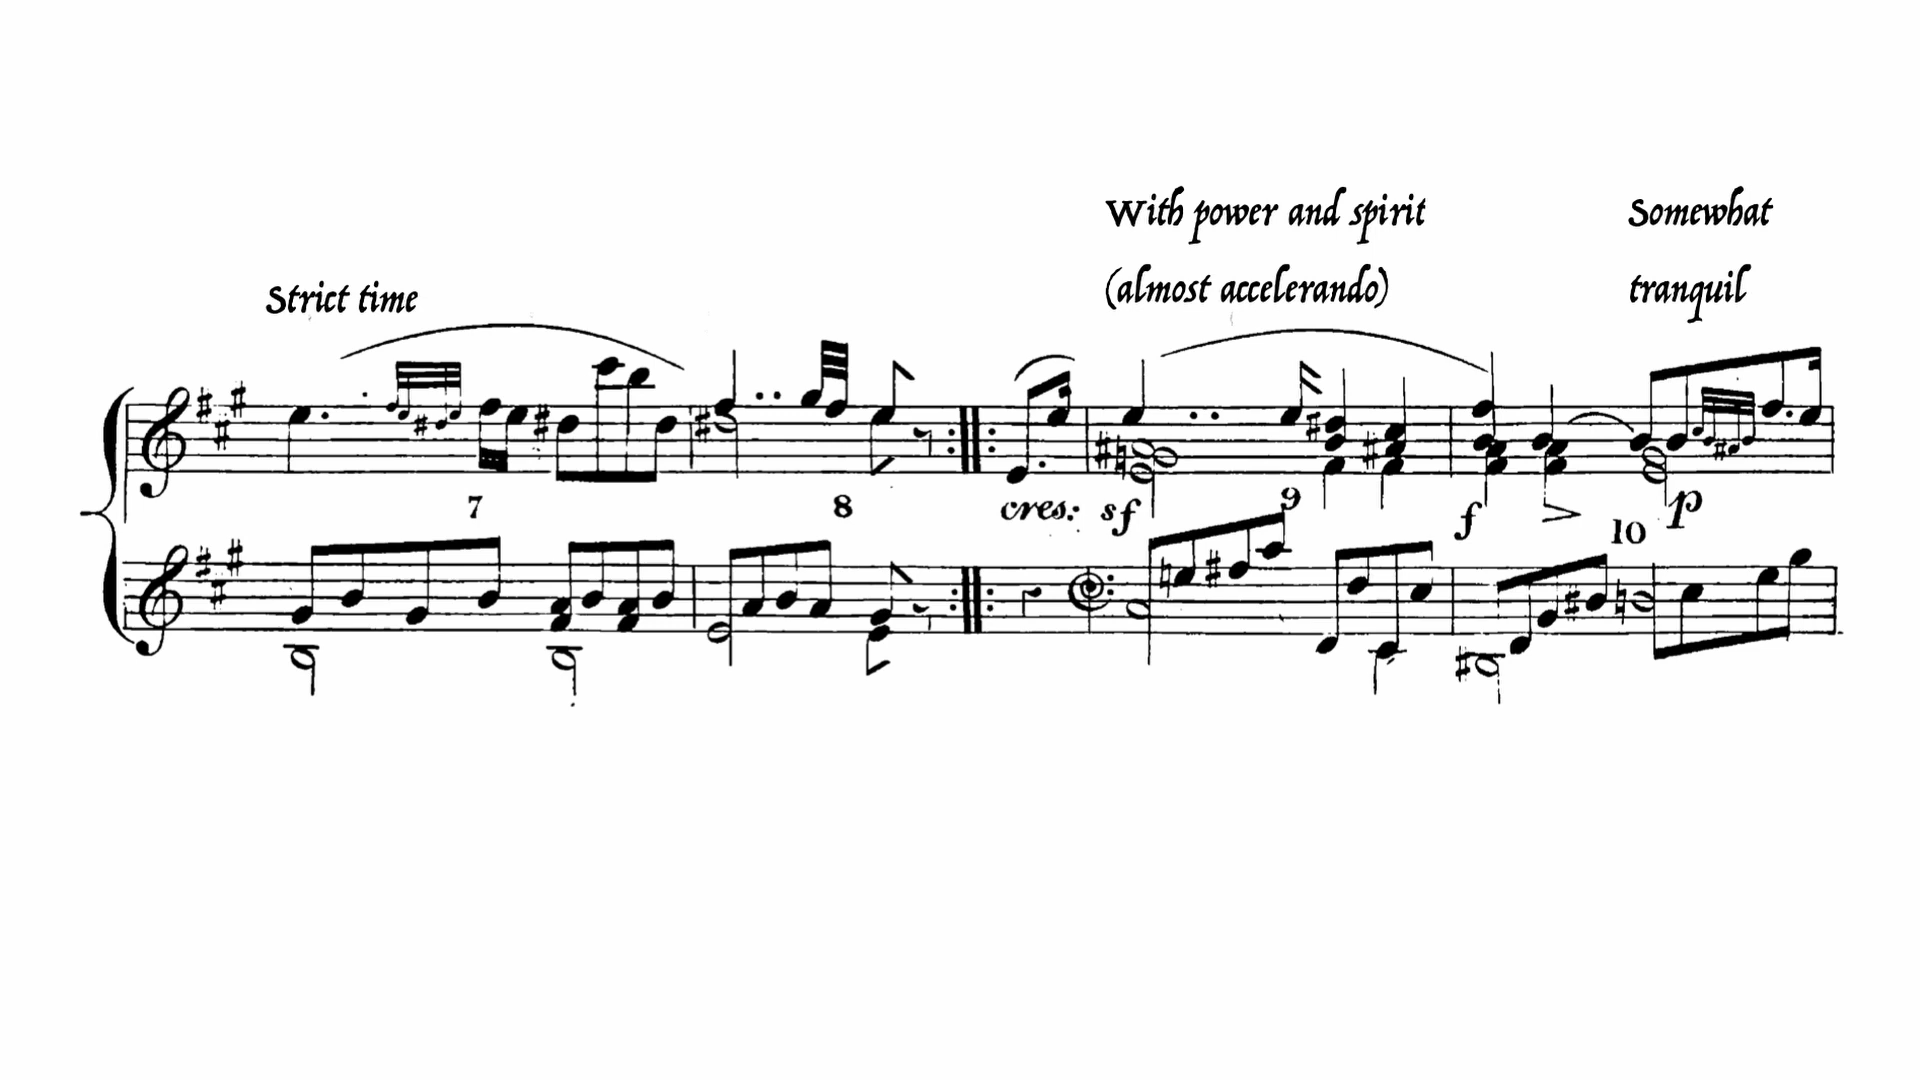 With power and spirit
(almost accelerando)
Somewhat
tranquil
Strict time
7
8
cres: sf
9
f
10
p